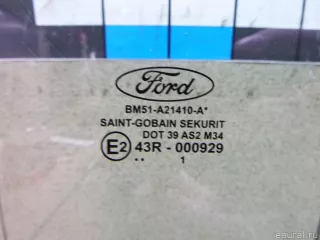 Ford
BM51-A21410-A*
SAINT-GOBAIN SEKURIT
DOT 39 AS2 M34
E2 43R - 000929
.. 1